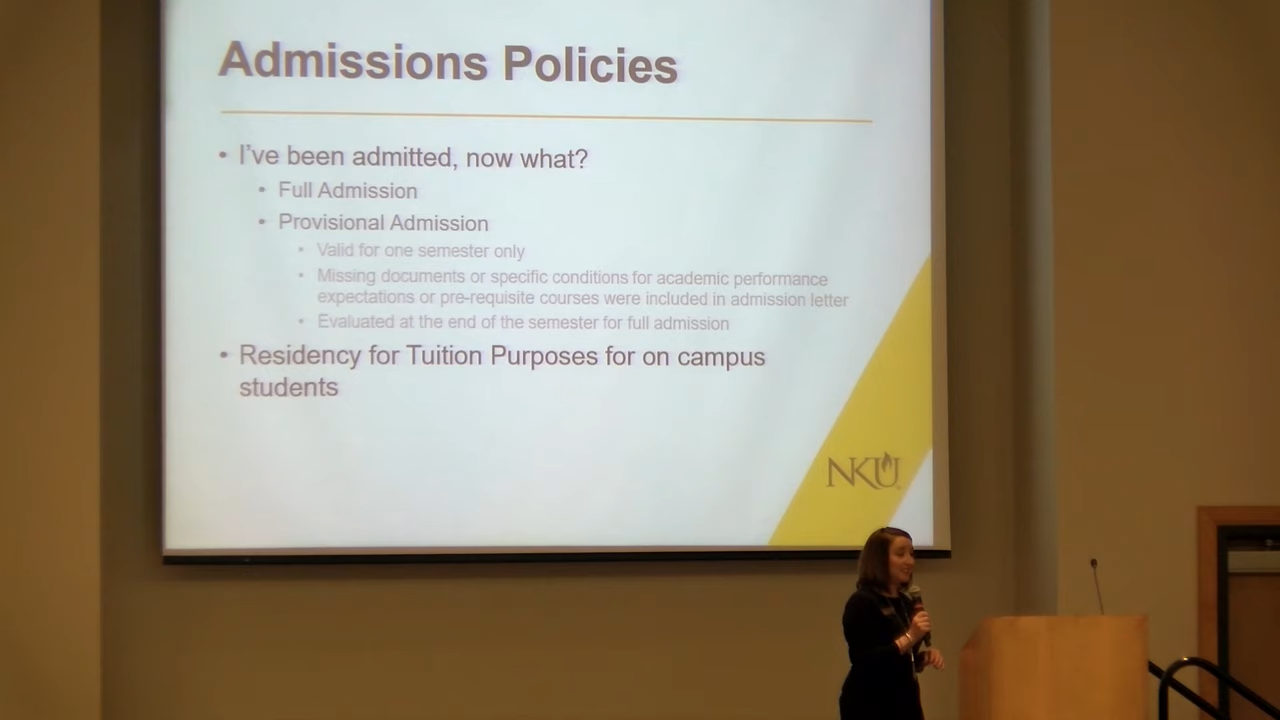 Admissions Policies
• I've been admitted, now what?
• Full Admission
• Provisional Admission
• Valid for one semester only
• Missing documents or specific conditions for academic performance
expectations or pre-requisite courses were included in admission letter
• Evaluated at the end of the semester for full admission
• Residency for Tuition Purposes for on campus
students
NKU